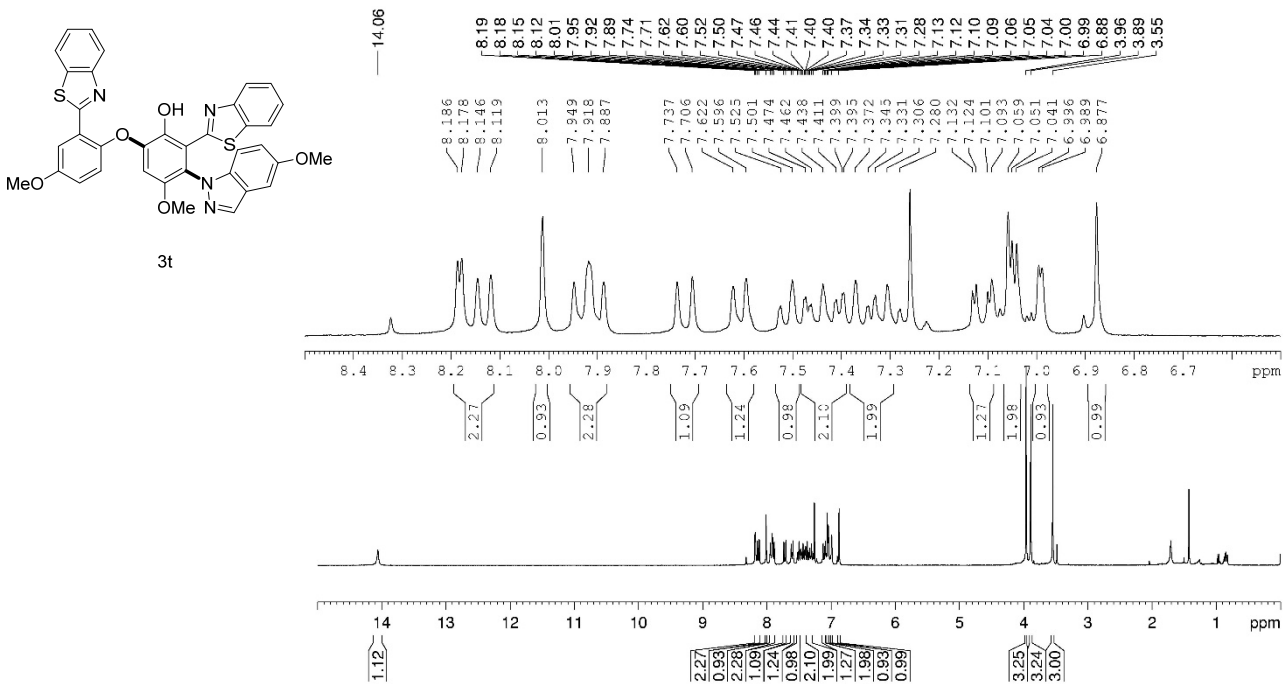 14.06
8.19 8.18 8.15 8.12 8.01 7.95 7.92 7.89 7.74 7.71 7.62 7.60 7.52 7.50 7.47 7.46 7.44 7.41 7.40 7.40 7.37 7.34 7.33 7.31 7.28 7.13 7.12 7.10 7.09 7.06 7.05 7.04 7.00 6.99 6.88 3.96 3.89 3.55
8.186 8.178 8.146 8.119 8.013 7.949 7.918 7.887 7.737 7.706 7.622 7.596 7.525 7.501 7.474 7.462 7.438 7.411 7.399 7.395 7.372 7.345 7.331 7.306 7.280 7.132 7.124 7.101 7.093 7.059 7.051 7.041 6.996 6.989 6.877
N
S
OH
N
S
O
OMe
MeO
N
N
OMe
3t
8.4 8.3 8.2 8.1 8.0 7.9 7.8 7.7 7.6 7.5 7.4 7.3 7.2 7.1 7.0 6.9 6.8 6.7 ppm
2.27 0.93 2.28 1.09 1.24 0.98 2.10 1.99 1.27 1.98 0.93 0.99
14 13 12 11 10 9 8 7 6 5 4 3 2 1 ppm
1.12 2.27 0.93 2.28 1.09 1.24 0.98 2.10 1.99 1.27 1.98 0.93 0.99 3.25 3.24 3.00